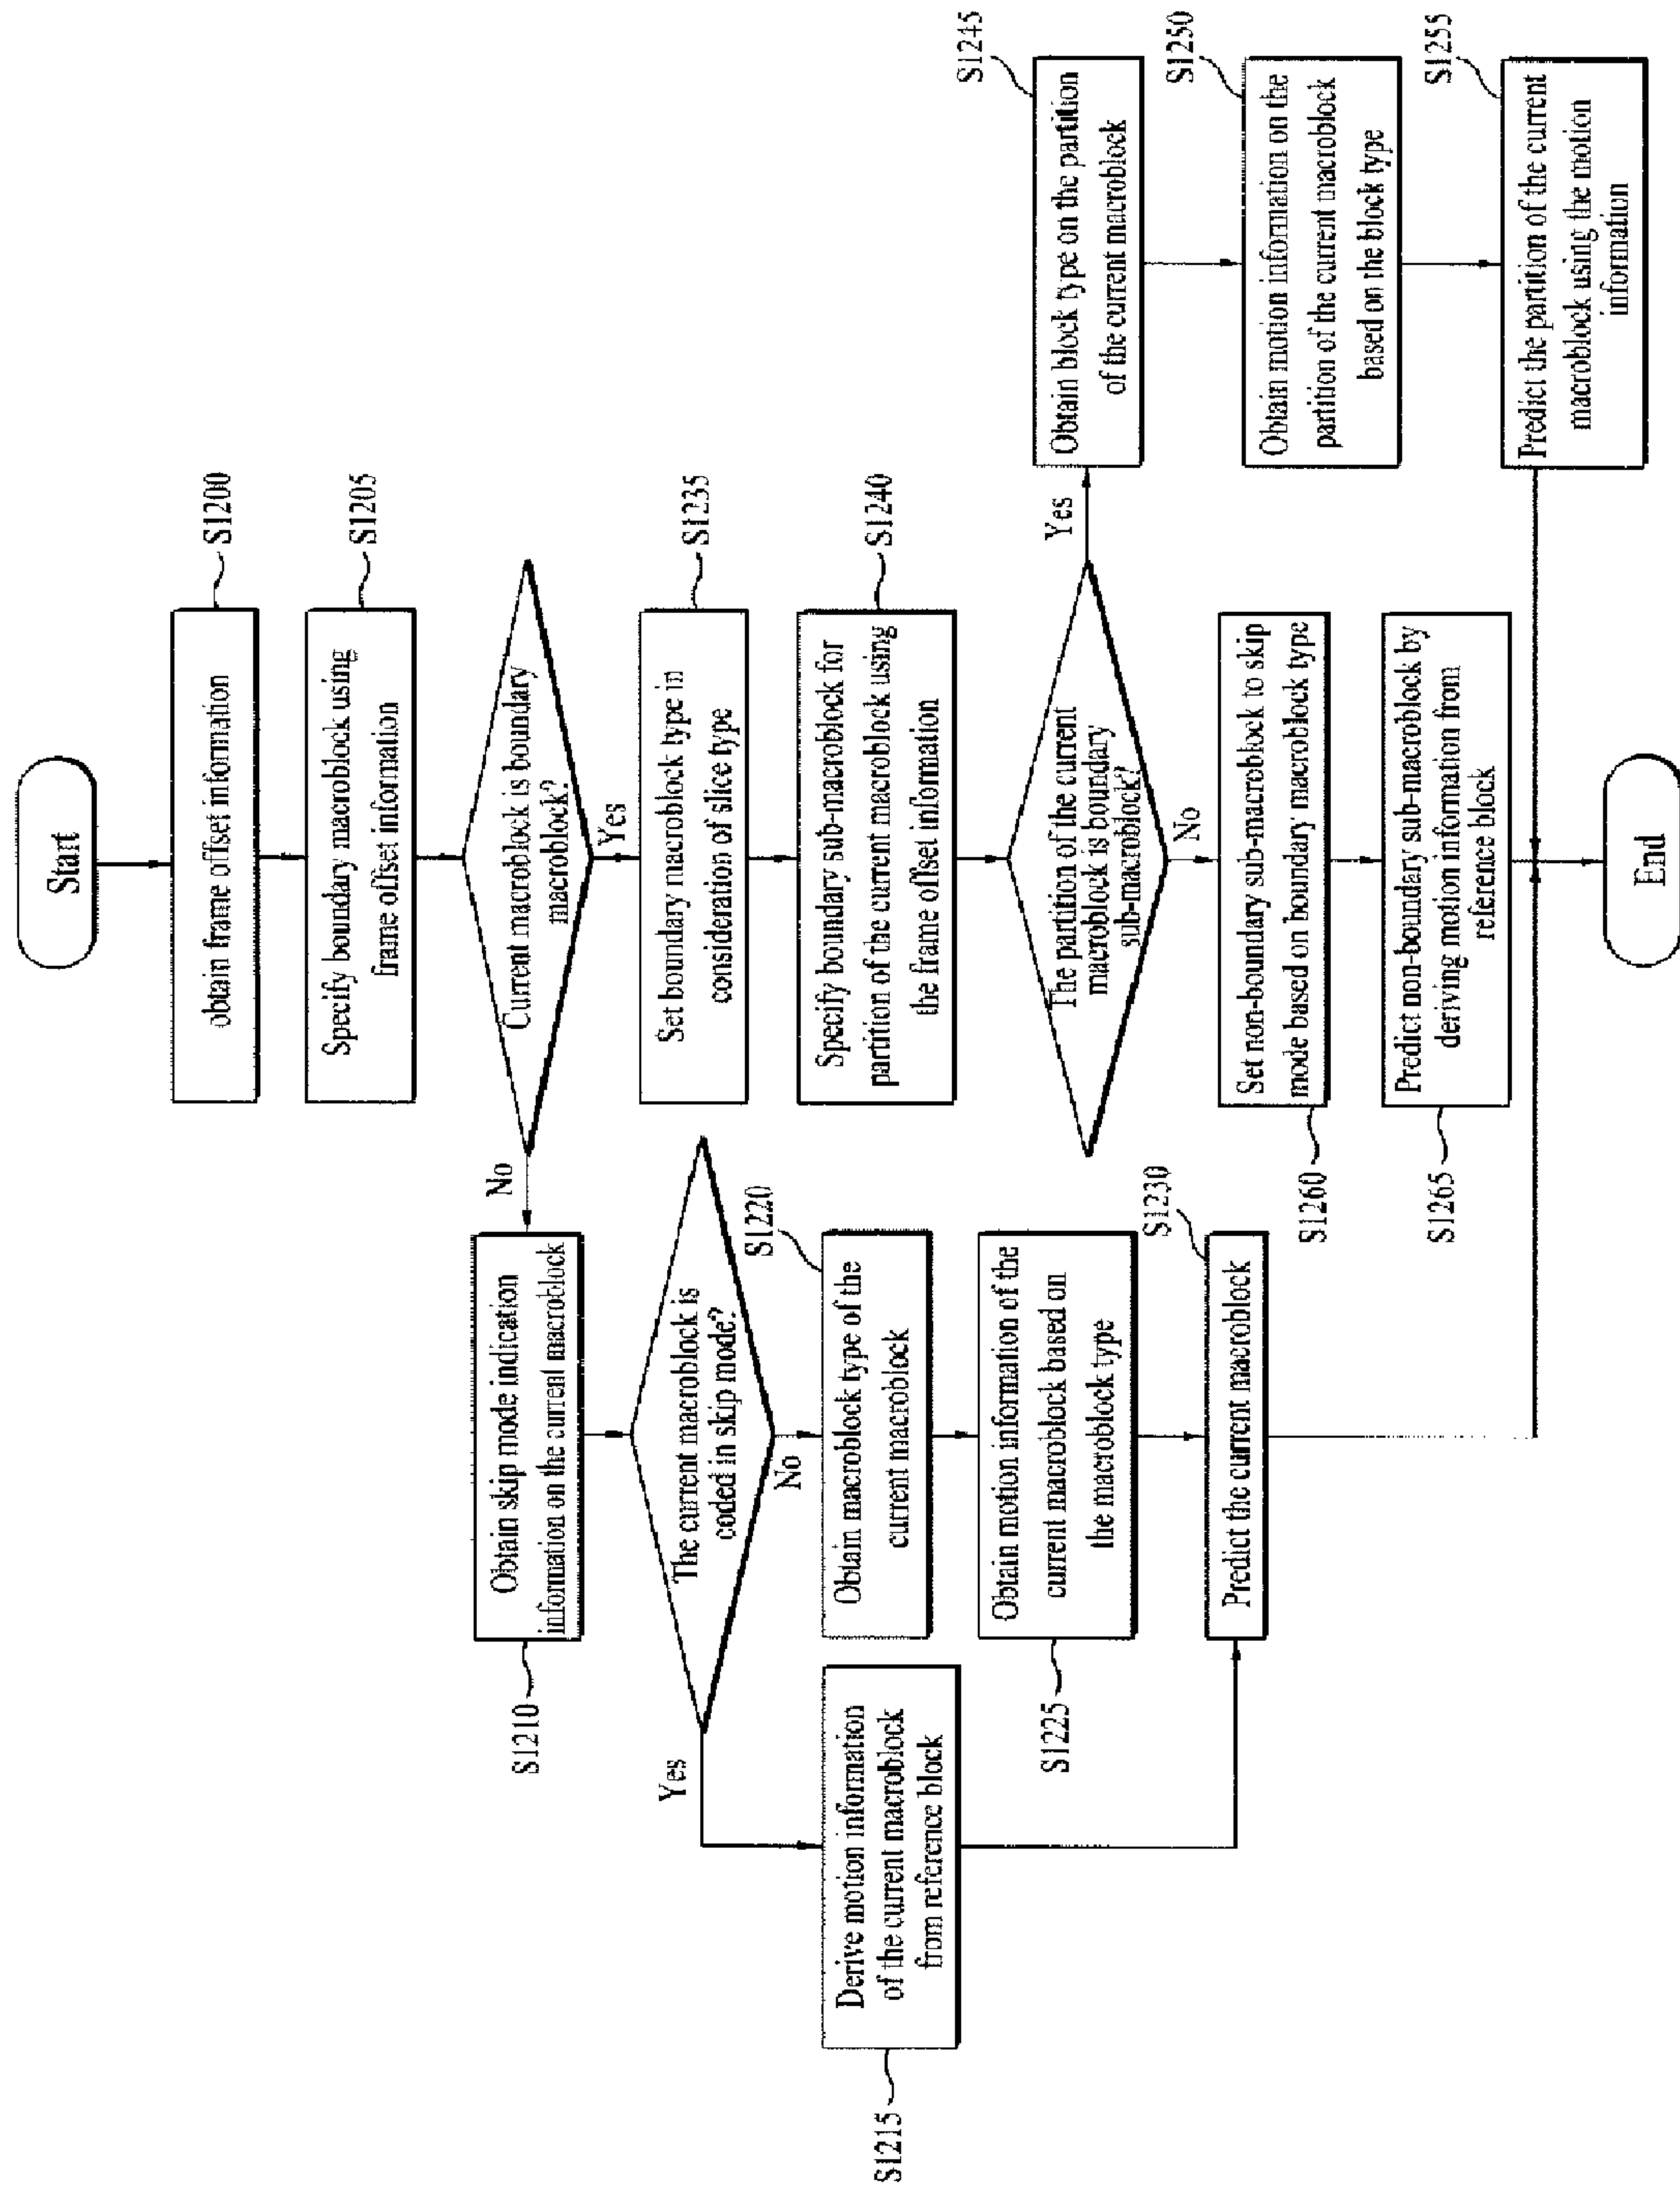 Start
obtain frame offset information
S1200
Specify boundary macroblock using
frame offset information
S1205
Current macroblock is boundary
macroblock?
No
Yes
Obtain skip mode indication
information on the current macroblock
S1210
The current macroblock is
coded in skip mode?
Yes
No
Derive motion information
of the current macroblock
from reference block
S1215
Obtain macroblock type of the
current macroblock
S1220
Obtain motion information of the
current macroblock based on
the macroblock type
S1225
Predict the current macroblock
S1230
Set boundary macroblock type in
consideration of slice type
S1235
Specify boundary sub-macroblock for
partition of the current macroblock using
the frame offset information
S1240
The partition of the current
macroblock is boundary
sub-macroblock?
Yes
No
Obtain block type on the partition
of the current macroblock
S1245
Obtain motion information on the
partition of the current macroblock
based on the block type
S1250
Predict the partition of the current
macroblock using the motion
information
S1255
Set non-boundary sub-macroblock to skip
mode based on boundary macroblock type
S1260
Predict non-boundary sub-macroblock by
deriving motion information from
reference block
S1265
End